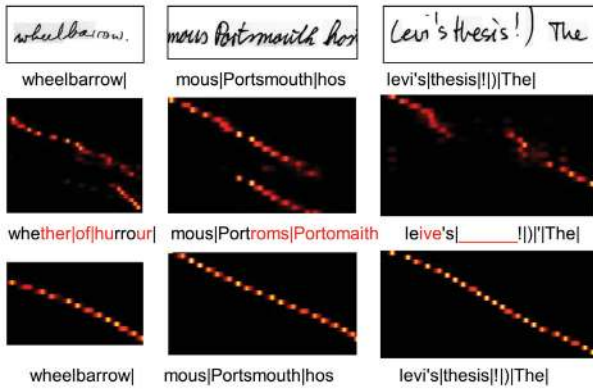 wheelbarrow. mous Portsmouth hos Levi's thesis!) The
wheelbarrow| mous|Portsmouth|hos levi's|thesis|!|)|The|
whether|of|hurrour| mous|Portroms|Portomaith leive's|_______!|)|'|The|
wheelbarrow| mous|Portsmouth|hos levi's|thesis|!|)|The|